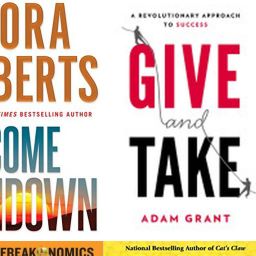 ORA
BERTS
TIMES BESTSELLING AUTHOR
COME
NDOWN
FREAKONOMICS
A REVOLUTIONARY APPROACH
TO SUCCESS
GIVE
and
TAKE
ADAM GRANT
National Bestselling Author of Cat's Claw